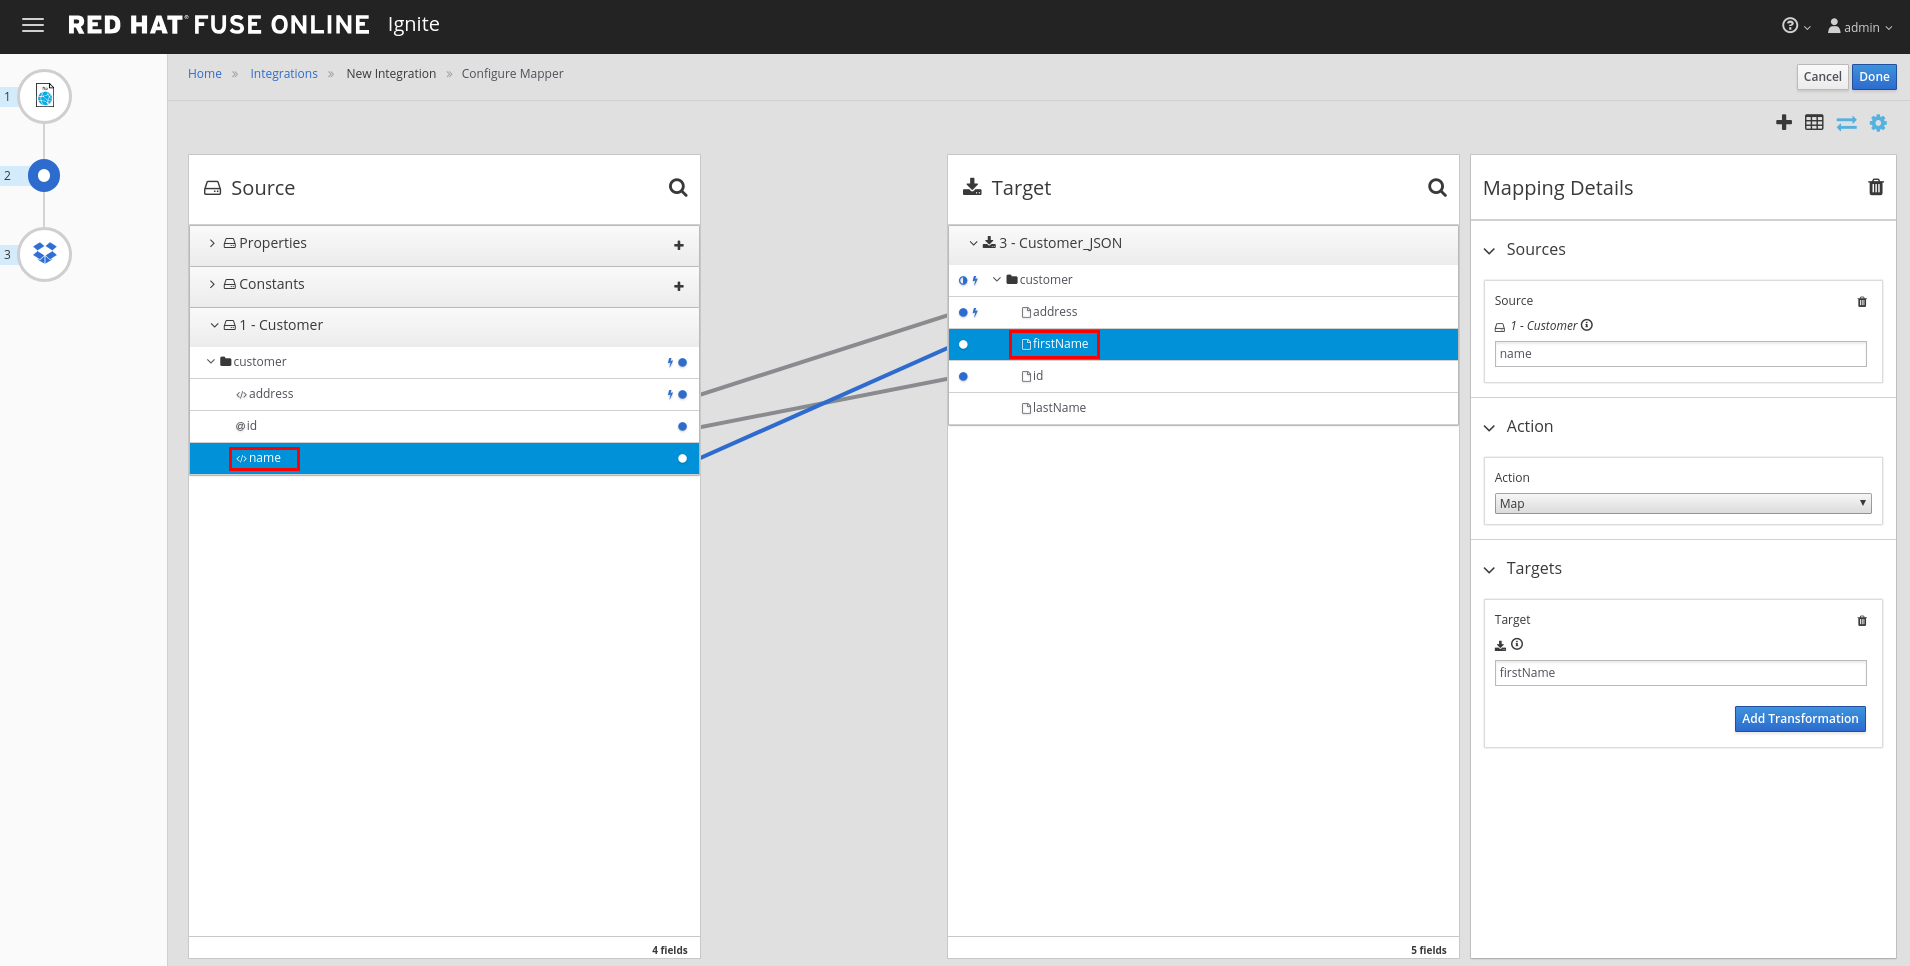 RED HAT® FUSE ONLINE Ignite
admin
Home » Integrations » New Integration » Configure Mapper
Cancel Done
1
2
3
Source
Properties
Constants
1 - Customer
customer
</> address
@ id
</> name
4 fields
Target
3 - Customer_JSON
customer
address
firstName
id
lastName
5 fields
Mapping Details
Sources
Source
1 - Customer
name
Action
Action
Map
Targets
Target
firstName
Add Transformation